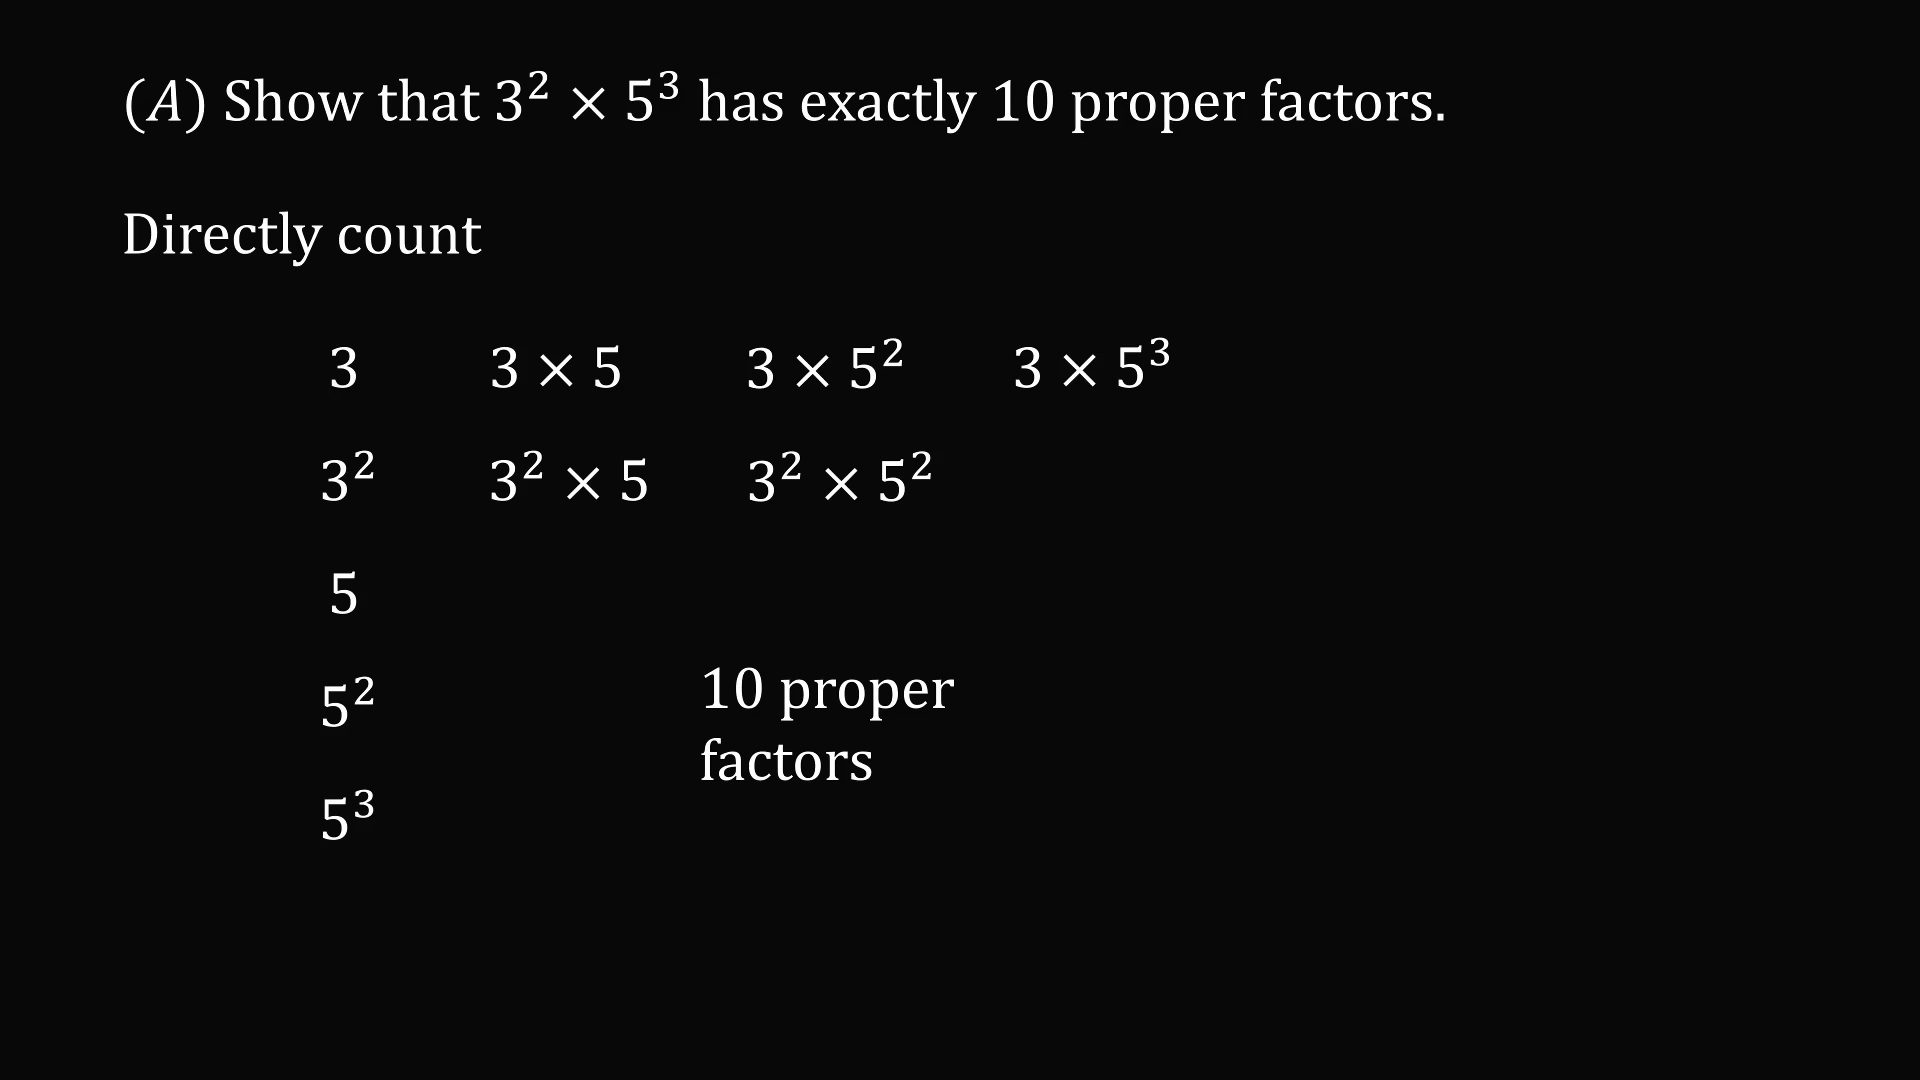 (A) Show that 3² × 5³ has exactly 10 proper factors.
Directly count
3 3 × 5 3 × 5² 3 × 5³
3² 3² × 5 3² × 5²
5
5²
10 proper
factors
5³